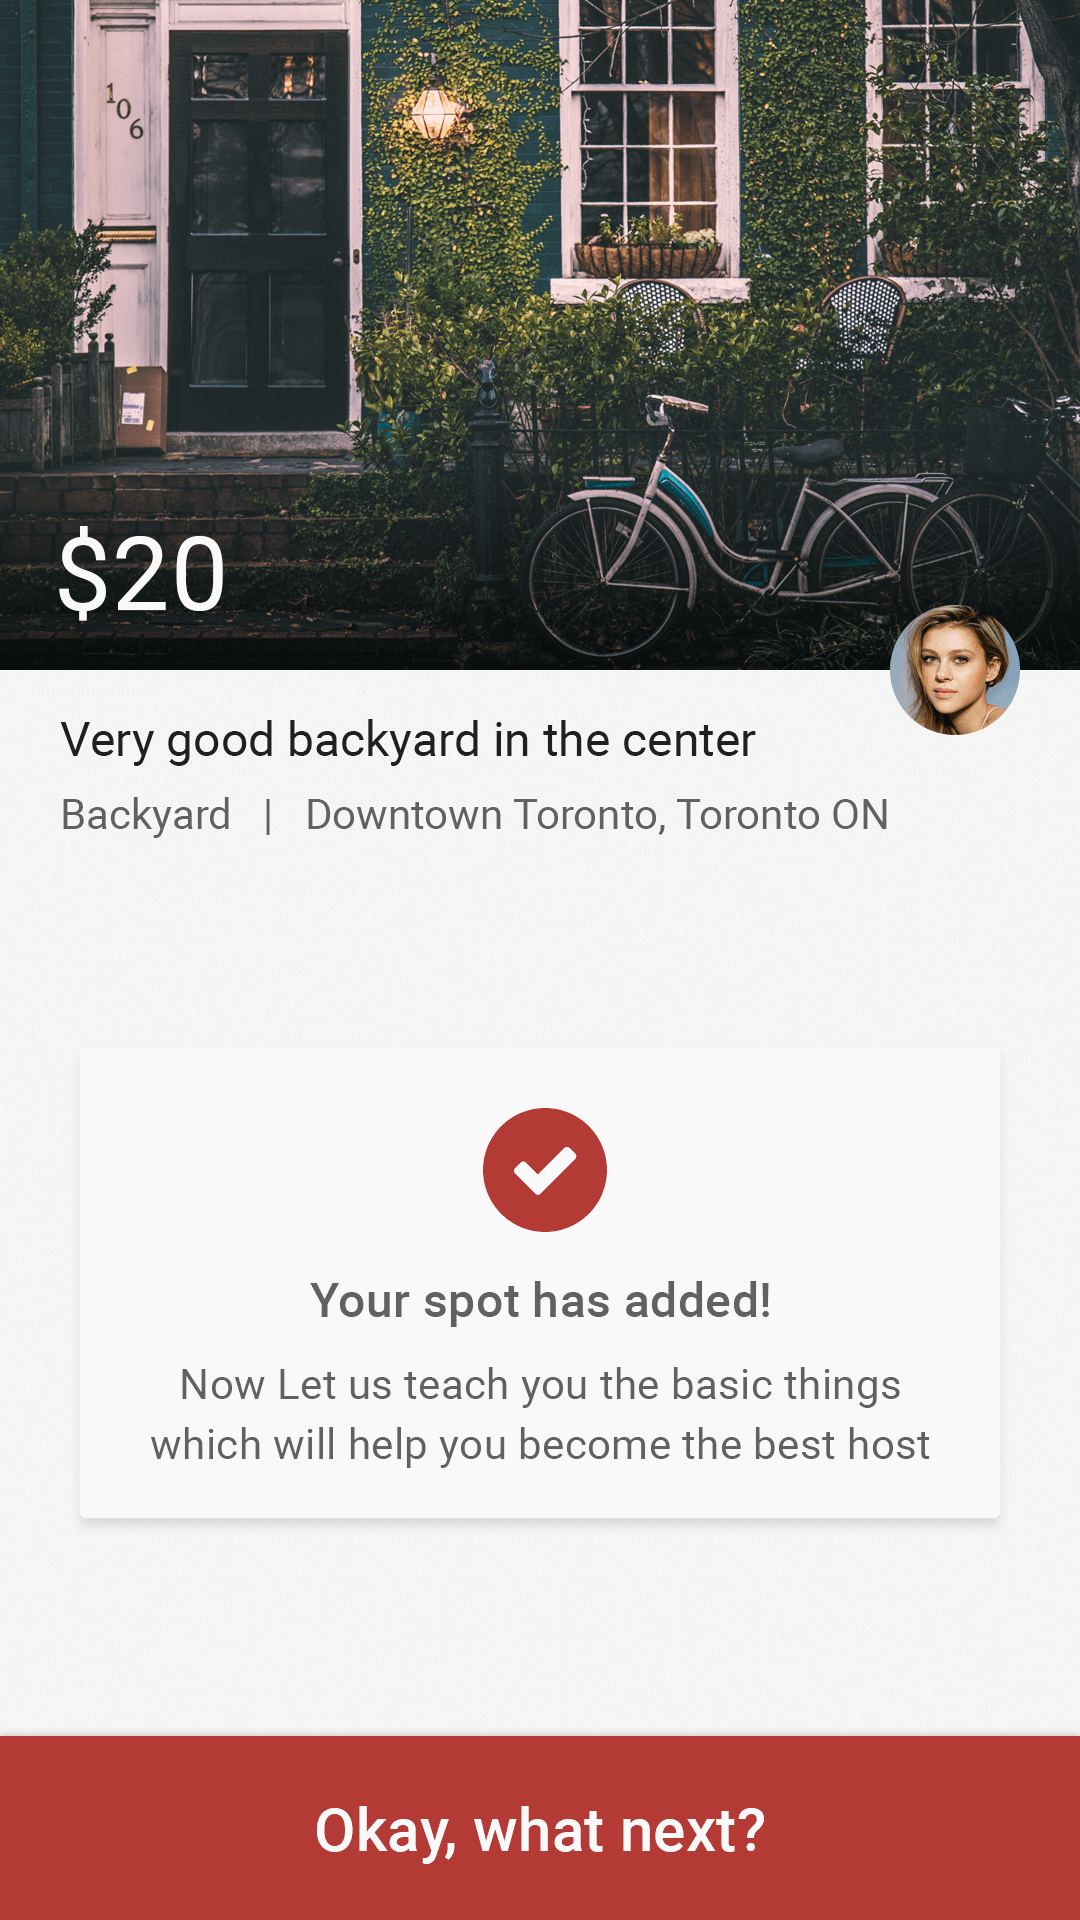 106
$20
Very good backyard in the center
Backyard | Downtown Toronto, Toronto ON
Your spot has added!
Now Let us teach you the basic things
which will help you become the best host
Okay, what next?